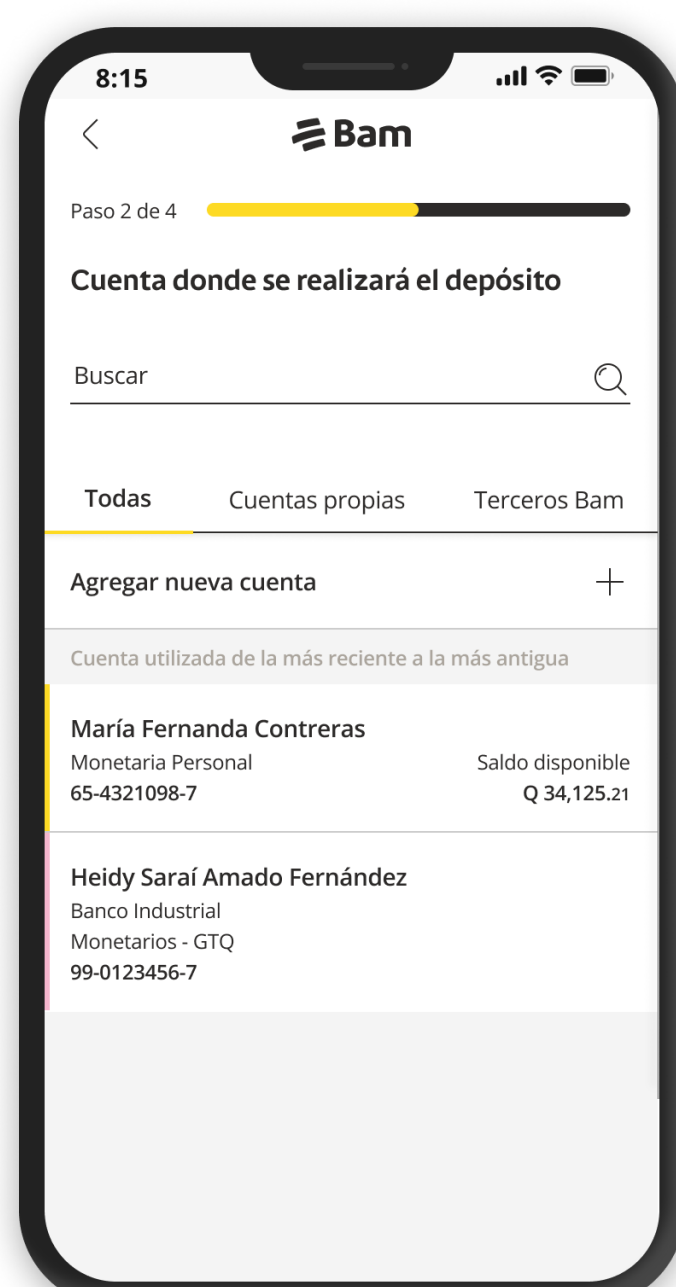 8:15
Bam
Paso 2 de 4
Cuenta donde se realizará el depósito
Buscar
Todas Cuentas propias Terceros Bam
Agregar nueva cuenta
Cuenta utilizada de la más reciente a la más antigua
María Fernanda Contreras
Monetaria Personal Saldo disponible
65-4321098-7 Q 34,125.21
Heidy Saraí Amado Fernández
Banco Industrial
Monetarios - GTQ
99-0123456-7